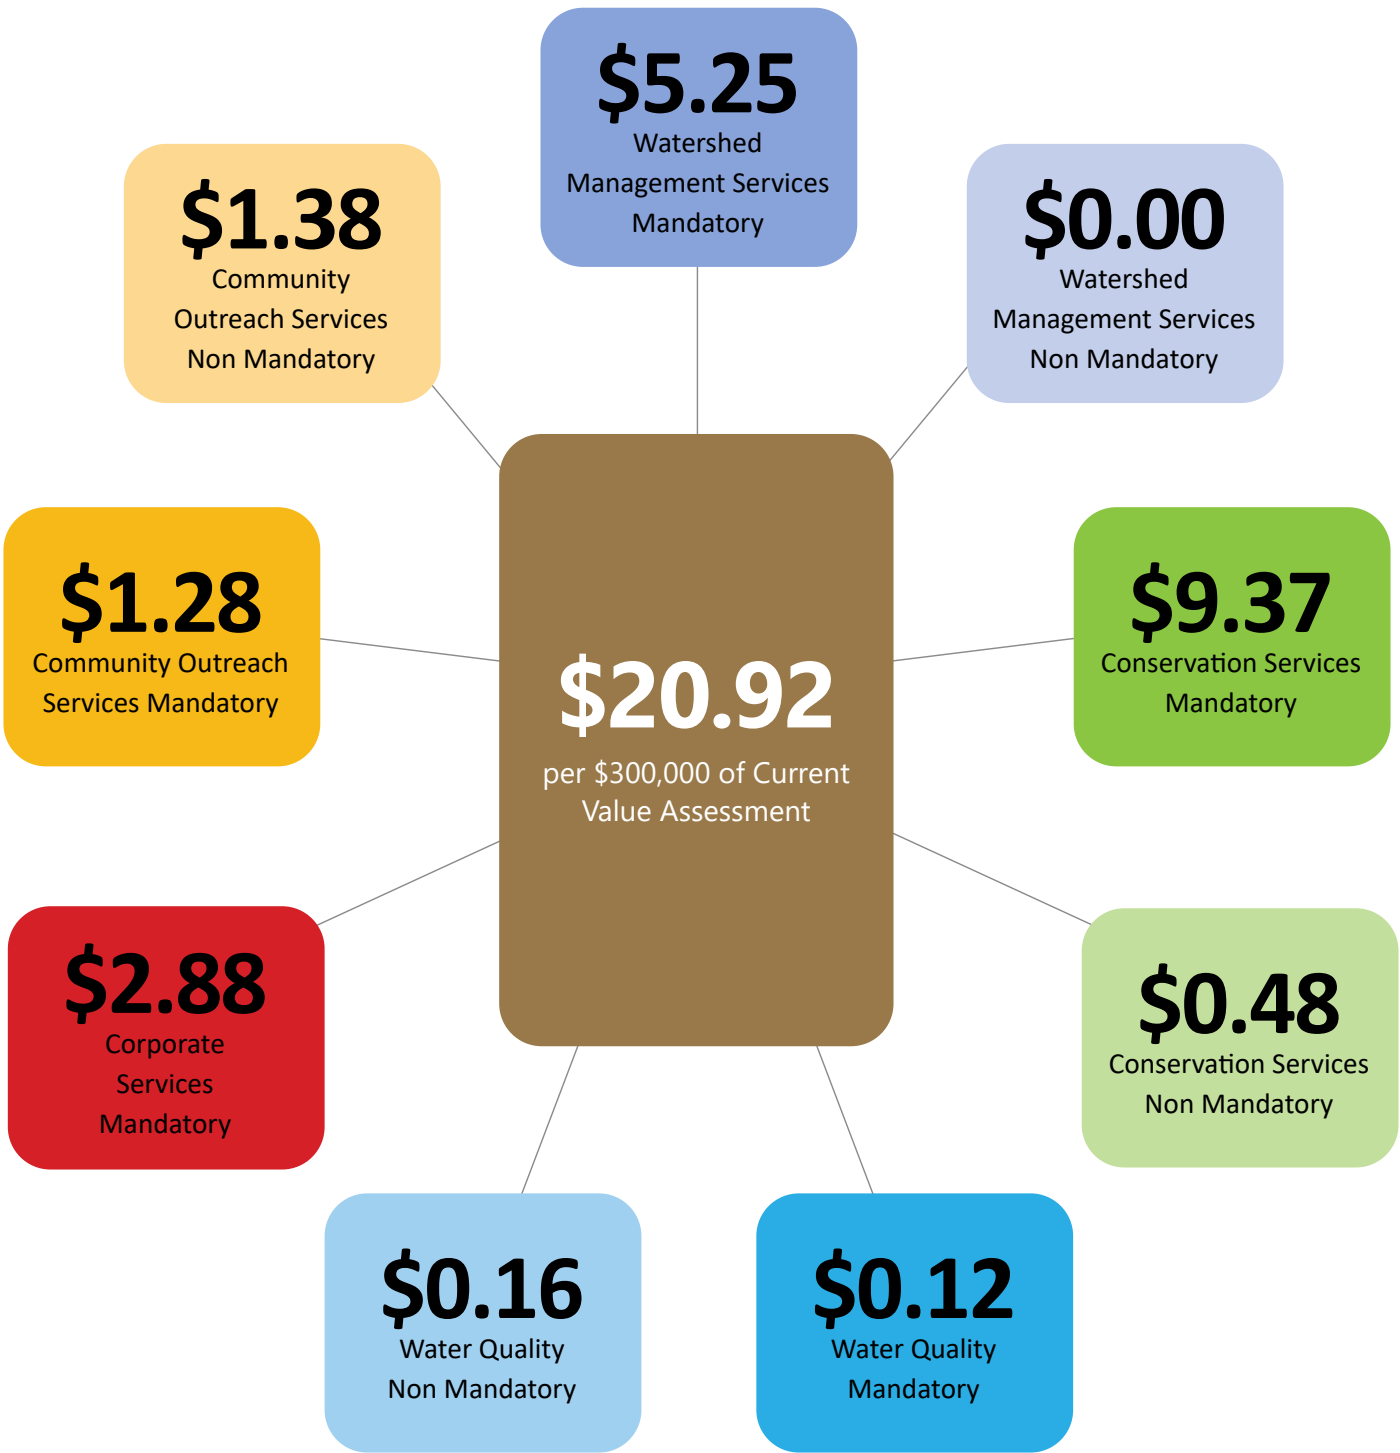 $5.25
Watershed
Management Services
Mandatory
$1.38
Community
Outreach Services
Non Mandatory
$0.00
Watershed
Management Services
Non Mandatory
$1.28
Community Outreach
Services Mandatory
$20.92
per $300,000 of Current
Value Assessment
$9.37
Conservation Services
Mandatory
$2.88
Corporate
Services
Mandatory
$0.48
Conservation Services
Non Mandatory
$0.16
Water Quality
Non Mandatory
$0.12
Water Quality
Mandatory